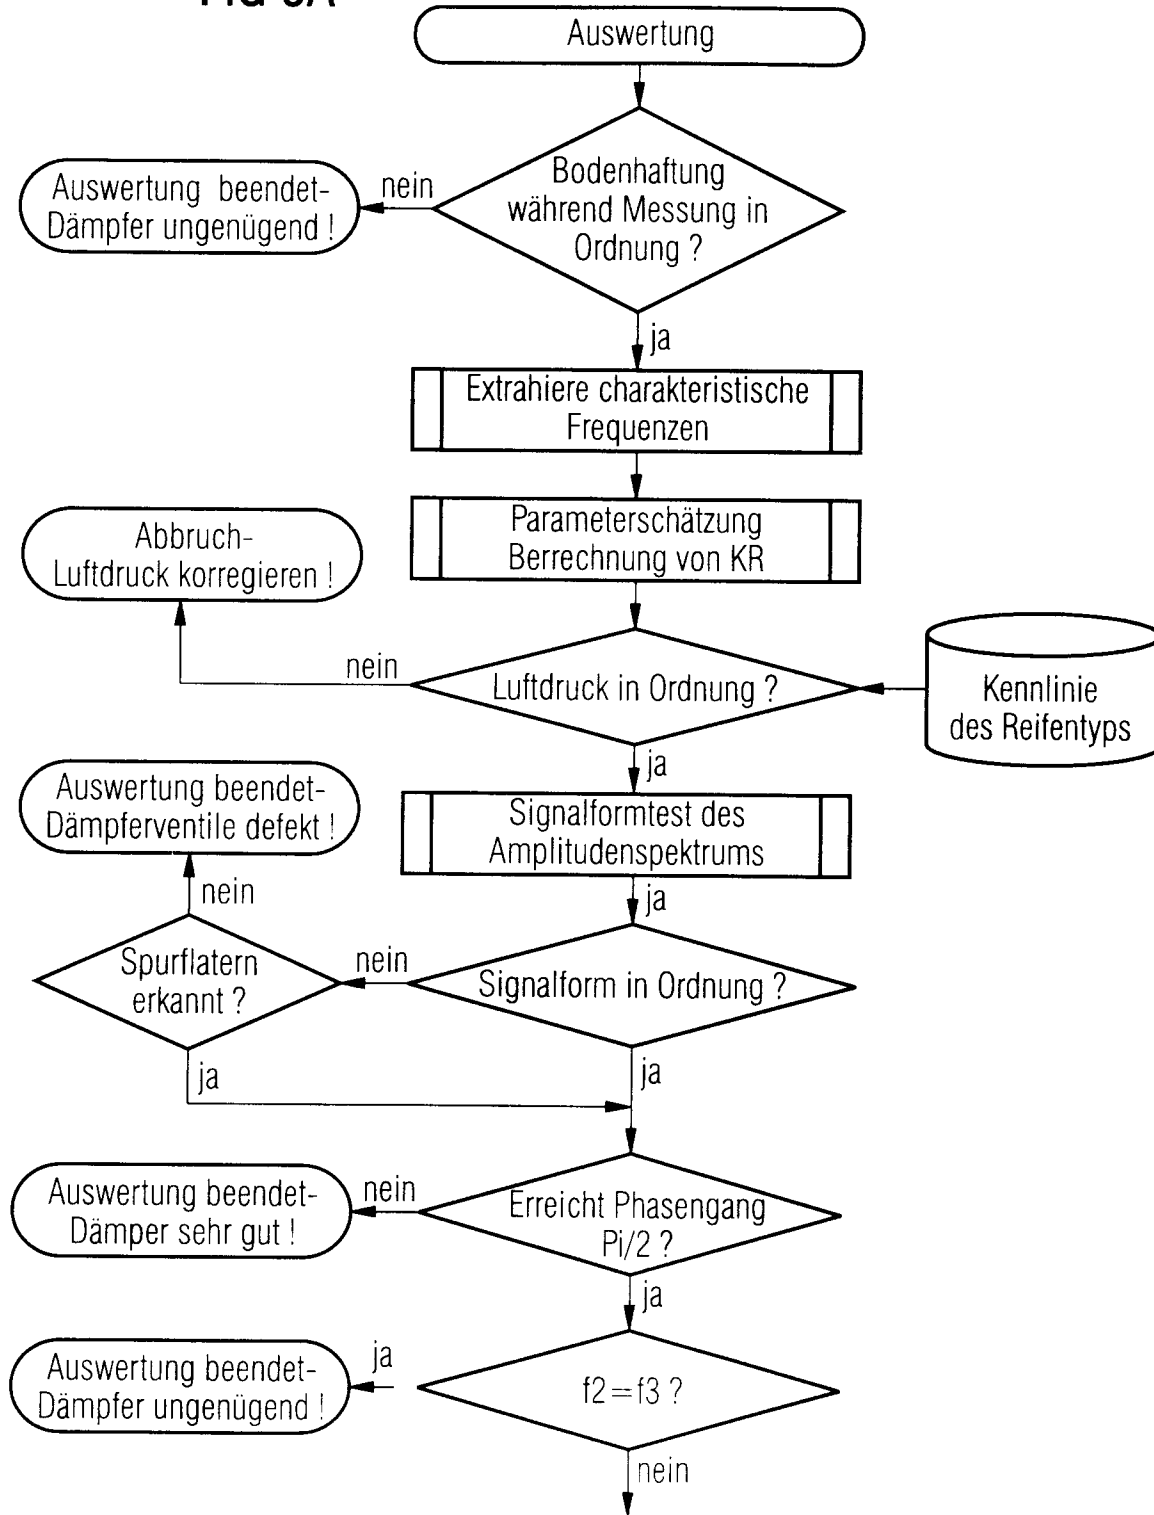 Auswertung
Bodenhaftung
während Messung in
Ordnung ?
nein
Auswertung beendet-
Dämpfer ungenügend !
ja
Extrahiere charakteristische
Frequenzen
Parameterschätzung
Berrechnung von KR
Abbruch-
Luftdruck korregieren !
nein
Luftdruck in Ordnung ?
Kennlinie
des Reifentyps
ja
Auswertung beendet-
Dämpferventile defekt !
Signalformtest des
Amplitudenspektrums
nein
ja
Spurflatern
erkannt ?
nein
Signalform in Ordnung ?
ja
ja
Auswertung beendet-
Dämper sehr gut !
nein
Erreicht Phasengang
Pi/2 ?
ja
Auswertung beendet-
Dämpfer ungenügend !
ja
f2=f3 ?
nein